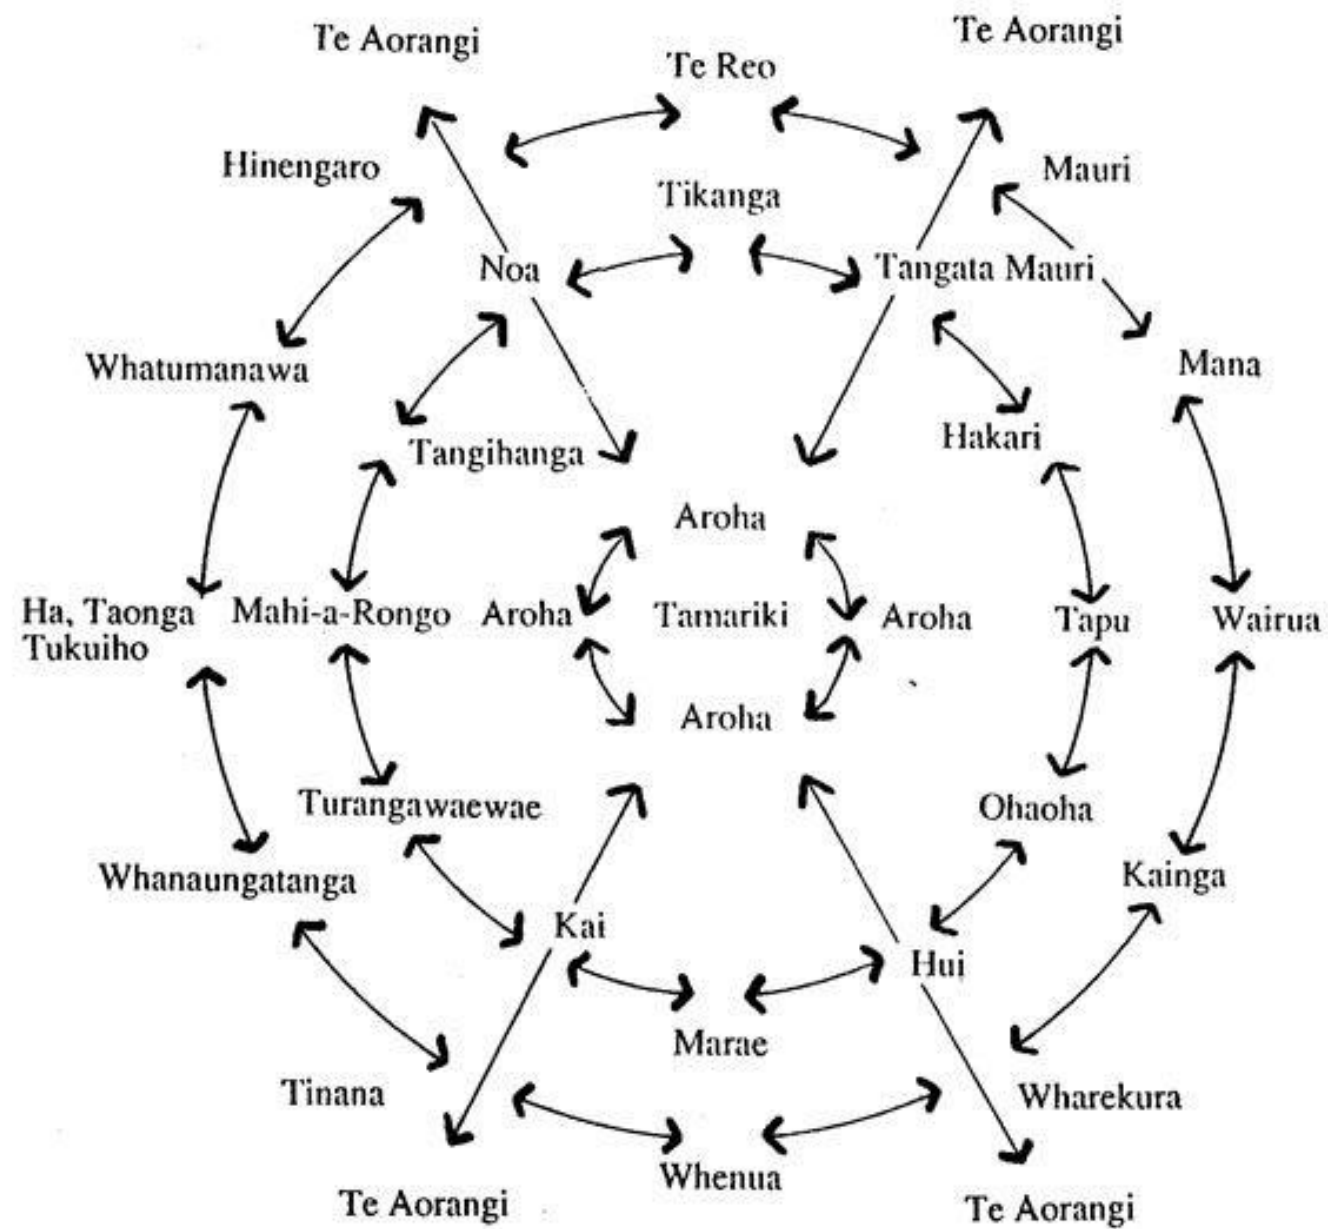 Te Aorangi
Te Aorangi
Te Reo
Hinengaro
Mauri
Tikanga
Noa
Tangata Mauri
Whatumanawa
Mana
Tangihanga
Hakari
Aroha
Ha, Taonga
Tukuiho
Mahi-a-Rongo
Aroha
Tamariki
Aroha
Tapu
Wairua
Aroha
Turangawaewae
Ohaoha
Whanaungatanga
Kainga
Kai
Hui
Marae
Tinana
Wharekura
Whenua
Te Aorangi
Te Aorangi